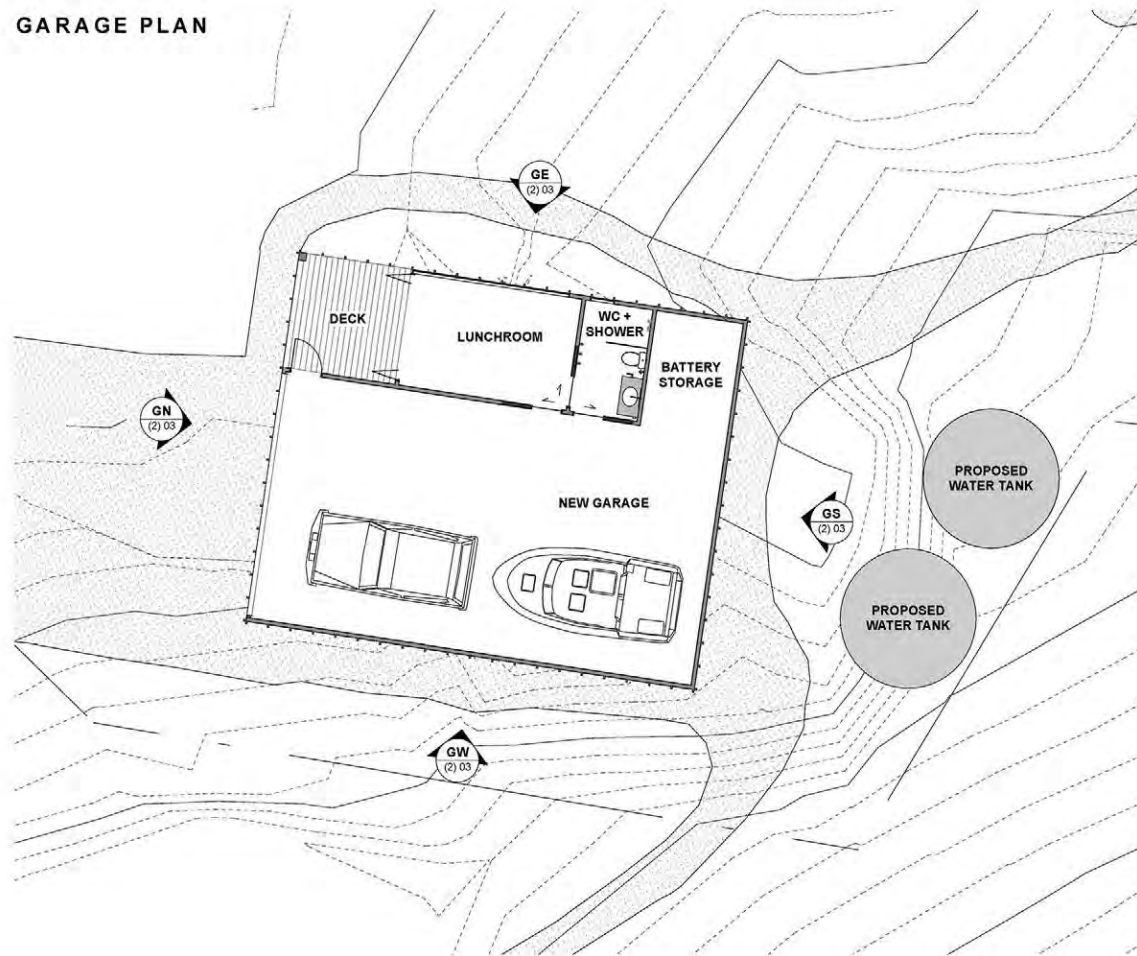 GARAGE PLAN
GE
(2) 03
DECK
LUNCHROOM
WC +
SHOWER
BATTERY
STORAGE
GN
(2) 03
NEW GARAGE
GS
(2) 03
PROPOSED
WATER TANK
PROPOSED
WATER TANK
GW
(2) 03